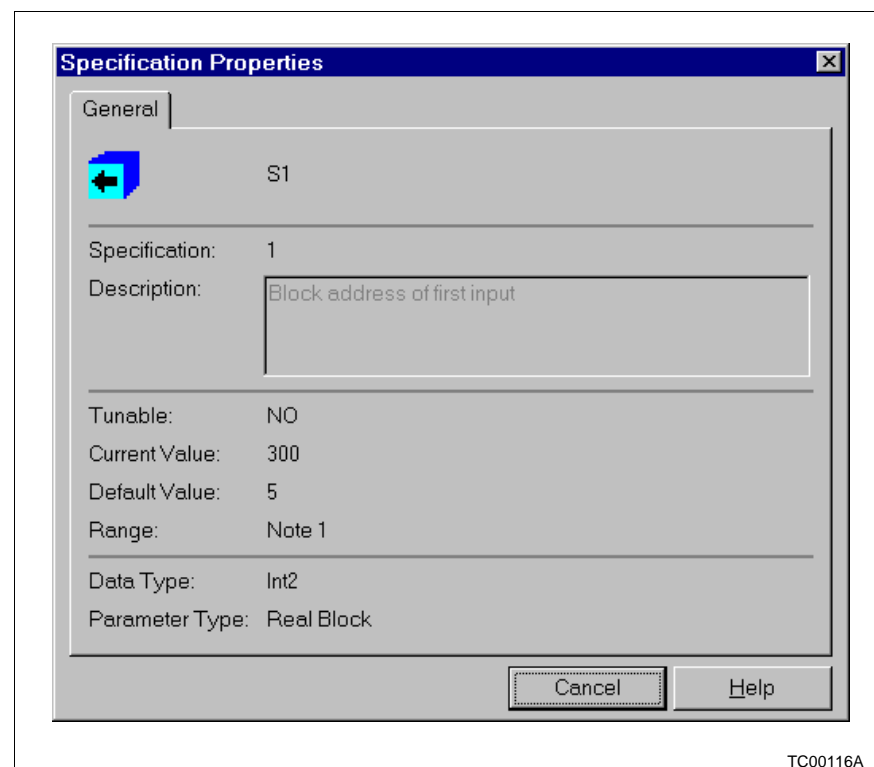 Specification Properties
General
S1
Specification: 1
Description: Block address of first input
Tunable: NO
Current Value: 300
Default Value: 5
Range: Note 1
Data Type: Int2
Parameter Type: Real Block
Cancel Help
TC00116A